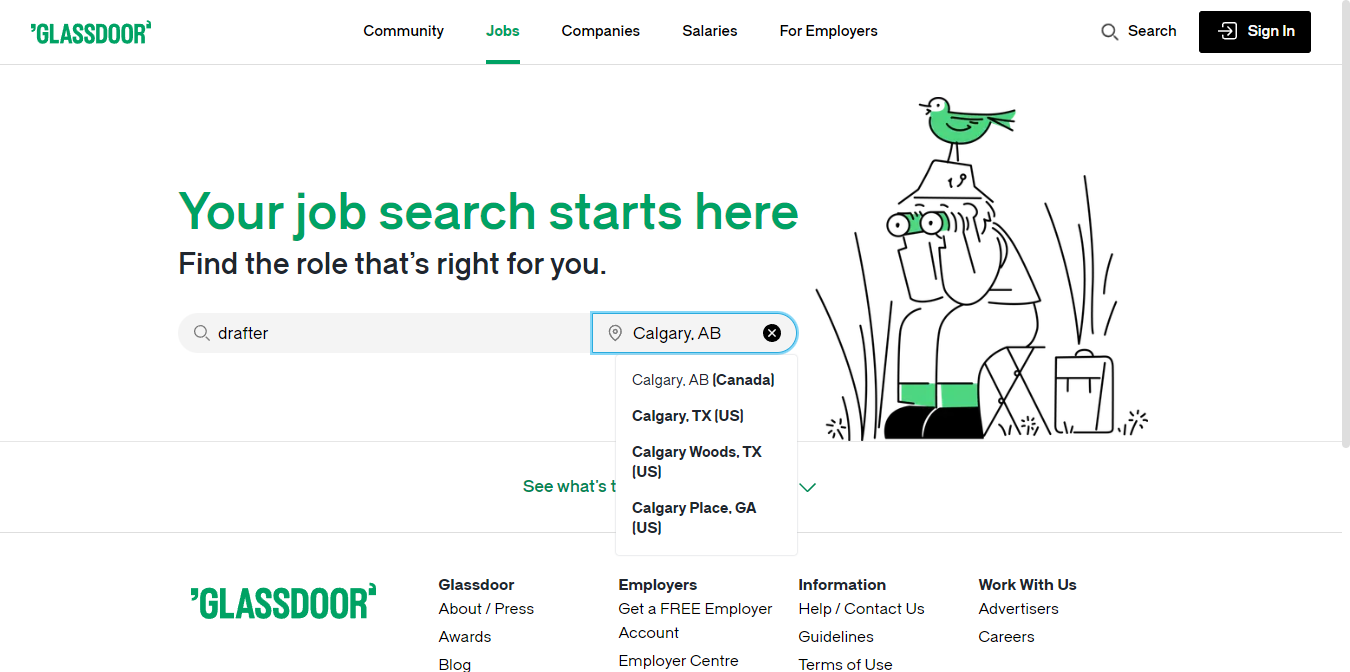 GLASSDOOR
Community
Jobs
Companies
Salaries
For Employers
Search
Sign In
Your job search starts here
Find the role that’s right for you.
drafter
Calgary, AB
Calgary, AB (Canada)
Calgary, TX (US)
Calgary Woods, TX
(US)
Calgary Place, GA
(US)
See what’s t
GLASSDOOR
Glassdoor
About / Press
Awards
Blog
Employers
Get a FREE Employer
Account
Employer Centre
Information
Help / Contact Us
Guidelines
Terms of Use
Work With Us
Advertisers
Careers